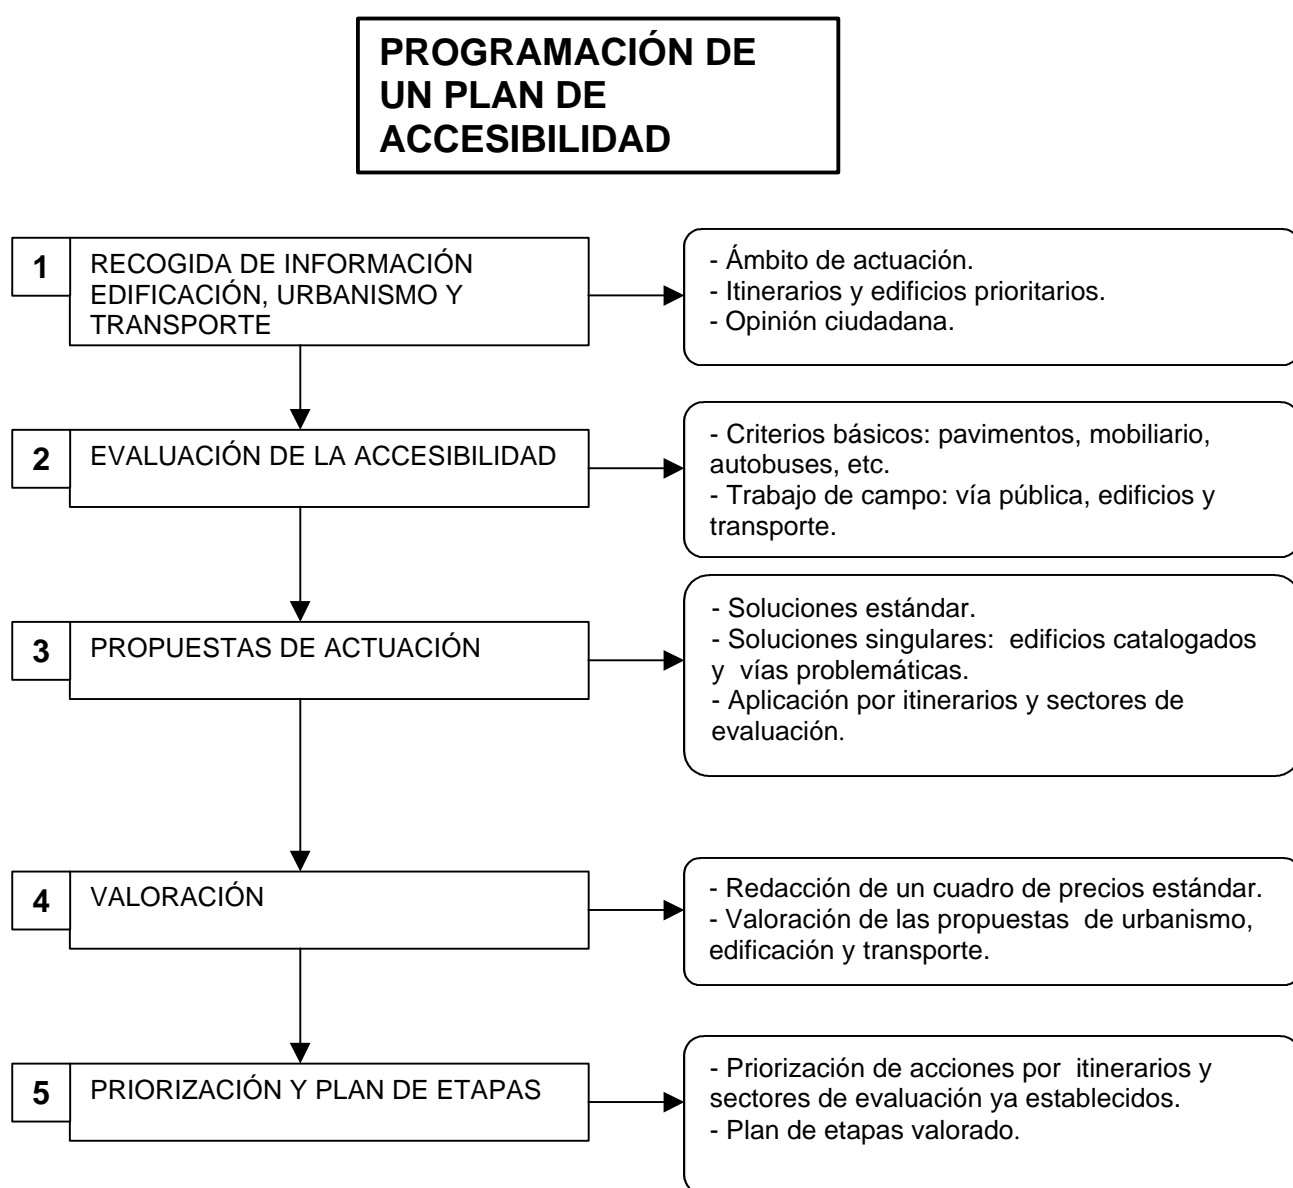 PROGRAMACIÓN DE
UN PLAN DE
ACCESIBILIDAD
1
RECOGIDA DE INFORMACIÓN
EDIFICACIÓN, URBANISMO Y
TRANSPORTE
- Ámbito de actuación.
- Itinerarios y edificios prioritarios.
- Opinión ciudadana.
2
EVALUACIÓN DE LA ACCESIBILIDAD
- Criterios básicos: pavimentos, mobiliario,
autobuses, etc.
- Trabajo de campo: vía pública, edificios y
transporte.
3
PROPUESTAS DE ACTUACIÓN
- Soluciones estándar.
- Soluciones singulares:  edificios catalogados
y  vías problemáticas.
- Aplicación por itinerarios y sectores de
evaluación.
4
VALORACIÓN
- Redacción de un cuadro de precios estándar.
- Valoración de las propuestas  de urbanismo,
edificación y transporte.
5
PRIORIZACIÓN Y PLAN DE ETAPAS
- Priorización de acciones por  itinerarios y
sectores de evaluación ya establecidos.
- Plan de etapas valorado.